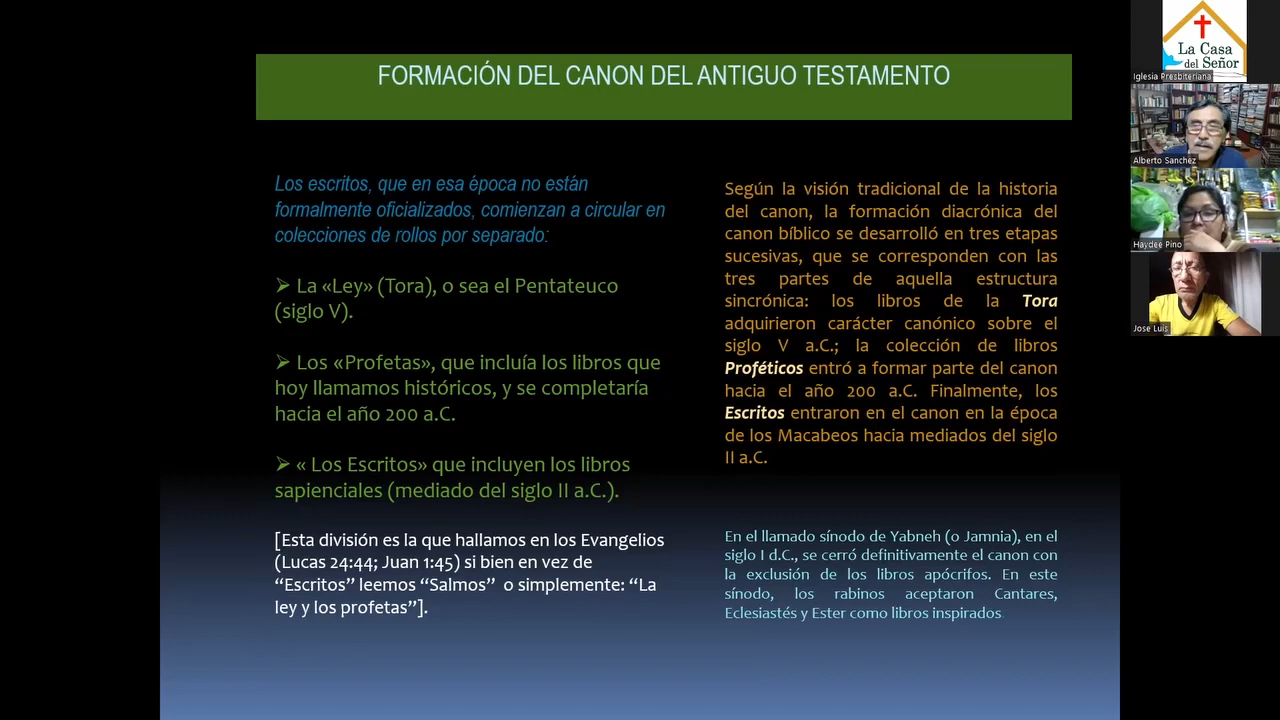 FORMACIÓN DEL CANON DEL ANTIGUO TESTAMENTO
Los escritos, que en esa época no están
formalmente oficializados, comienzan a circular en
colecciones de rollos por separado:
➢ La «Ley» (Tora), o sea el Pentateuco
(siglo V).
➢ Los «Profetas», que incluía los libros que
hoy llamamos históricos, y se completaría
hacia el año 200 a.C.
➢ « Los Escritos» que incluyen los libros
sapienciales (mediado del siglo II a.C.).
[Esta división es la que hallamos en los Evangelios
(Lucas 24:44; Juan 1:45) si bien en vez de
“Escritos” leemos “Salmos” o simplemente: “La
ley y los profetas”].
Según la visión tradicional de la historia
del canon, la formación diacrónica del
canon bíblico se desarrolló en tres etapas
sucesivas, que se corresponden con las
tres partes de aquella estructura
sincrónica: los libros de la Tora
adquirieron carácter canónico sobre el
siglo V a.C.; la colección de libros
Proféticos entró a formar parte del canon
hacia el año 200 a.C. Finalmente, los
Escritos entraron en el canon en la época
de los Macabeos hacia mediados del siglo
II a.C.
En el llamado sínodo de Yabneh (o Jamnia), en el
siglo I d.C., se cerró definitivamente el canon con
la exclusión de los libros apócrifos. En este
sínodo, los rabinos aceptaron Cantares,
Eclesiastés y Ester como libros inspirados
La Casa
del Señor
Iglesia Presbiteriana
Alberto Sanchez
Haydee Pino
Jose Luis